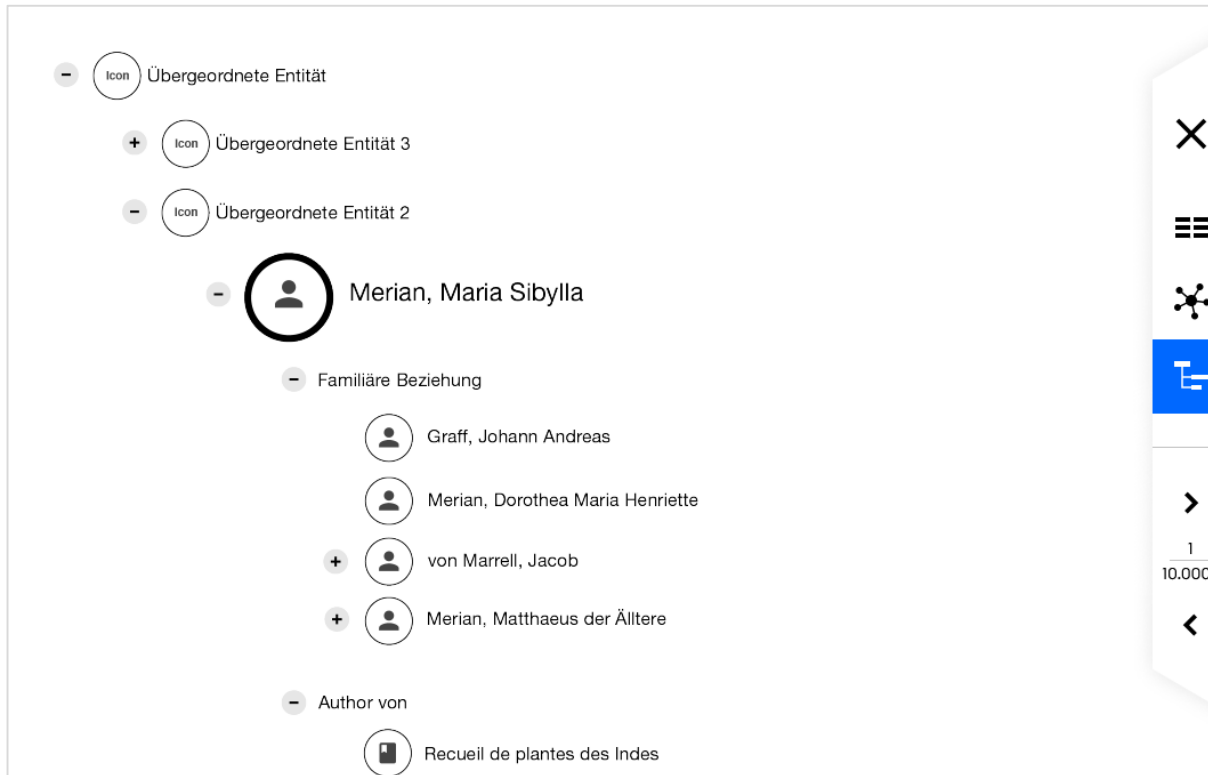 Icon Übergeordnete Entität
Icon Übergeordnete Entität 3
Icon Übergeordnete Entität 2
Merian, Maria Sibylla
Familiäre Beziehung
Graff, Johann Andreas
Merian, Dorothea Maria Henriette
von Marrell, Jacob
Merian, Matthaeus der Älltere
Author von
Recueil de plantes des Indes
1
10.000